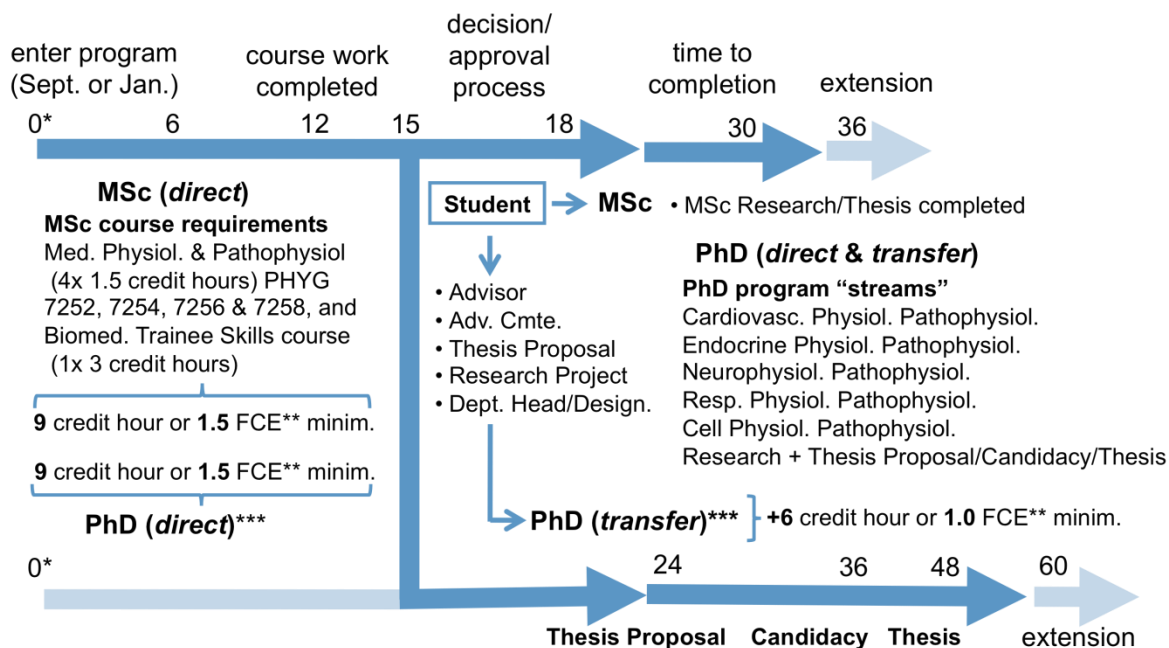 enter program
(Sept. or Jan.)
course work
completed
decision/
approval
process
time to
completion
extension
0*
6
12
15
18
30
36
MSc (direct)
MSc course requirements
Med. Physiol. & Pathophysiol
(4x 1.5 credit hours) PHYG
7252, 7254, 7256 & 7258, and
Biomed. Trainee Skills course
(1x 3 credit hours)
9 credit hour or 1.5 FCE** minim.
9 credit hour or 1.5 FCE** minim.
PhD (direct)***
Student
MSc
• MSc Research/Thesis completed
• Advisor
• Adv. Cmte.
• Thesis Proposal
• Research Project
• Dept. Head/Design.
PhD (direct & transfer)
PhD program “streams”
Cardiovasc. Physiol. Pathophysiol.
Endocrine Physiol. Pathophysiol.
Neurophysiol. Pathophysiol.
Resp. Physiol. Pathophysiol.
Cell Physiol. Pathophysiol.
Research + Thesis Proposal/Candidacy/Thesis
PhD (transfer)***
+6 credit hour or 1.0 FCE** minim.
0*
24
36
48
60
Thesis Proposal
Candidacy
Thesis
extension